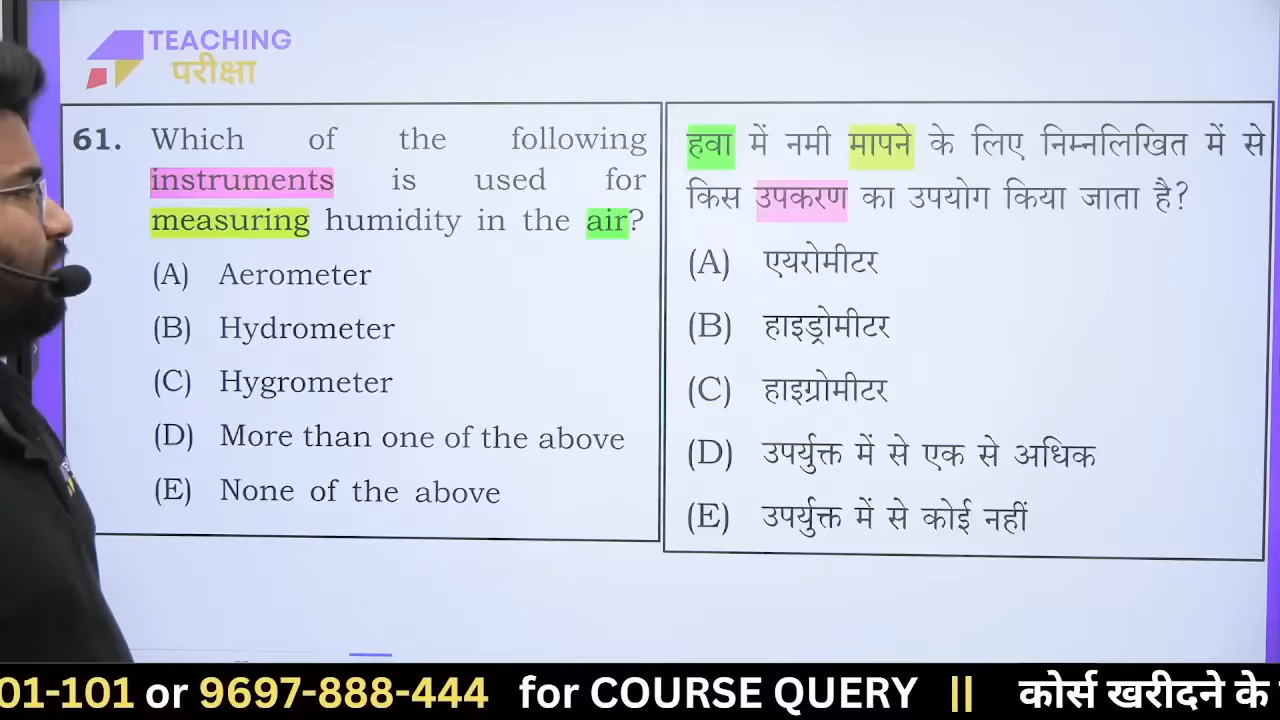 TEACHING
परीक्षा
61. Which of the following
instruments is used for
measuring humidity in the air?
(A) Aerometer
(B) Hydrometer
(C) Hygrometer
(D) More than one of the above
(E) None of the above
हवा में नमी मापने के लिए निम्नलिखित में से
किस उपकरण का उपयोग किया जाता है?
(A) एयरोमीटर
(B) हाइड्रोमीटर
(C) हाइग्रोमीटर
(D) उपर्युक्त में से एक से अधिक
(E) उपर्युक्त में से कोई नहीं
01-101 or 9697-888-444 for COURSE QUERY || कोर्स खरीदने के